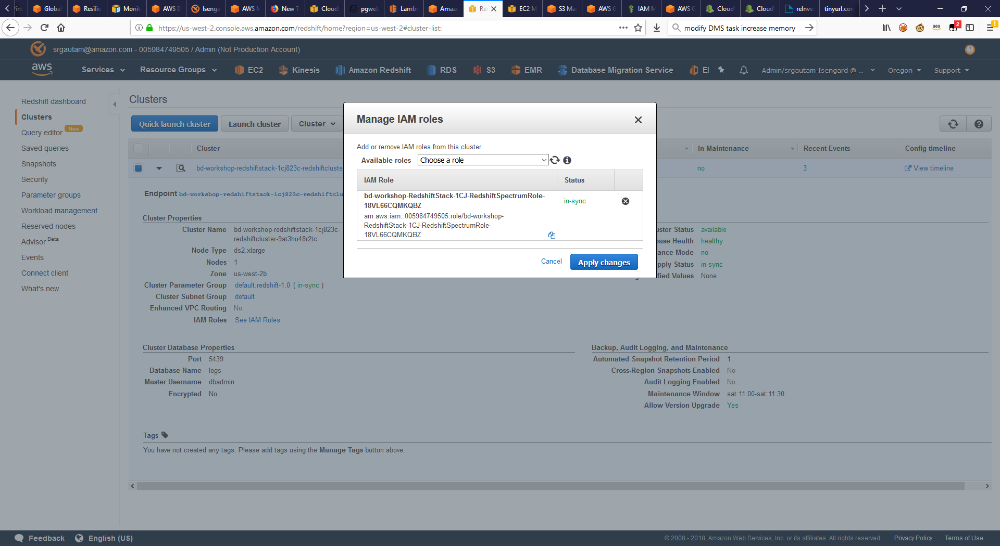 Global
Resilie
Monito
AWS D
Isenga
AWS M
New T
Cloud
pgweb
Lambd
Amazo
Re
EC2 M
S3 Ma
AWS G
IAM M
AWS G
Cloud
Cloud
reInve
tinyurl.com
https://us-west-2.console.aws.amazon.com/redshift/home?region=us-west-2#cluster-list:
modify DMS task increase memory
aea
2
srgautam@amazon.com - 005984749505 / Admin (Not Production Account)
aws
Services
Resource Groups
EC2
Kinesis
Amazon Redshift
RDS
S3
EMR
Database Migration Service
El
Admin/srgautam-Isengard @ ...
Oregon
Support
Redshift dashboard
Clusters
Query editor New
Saved queries
Snapshots
Security
Parameter groups
Workload management
Reserved nodes
Advisor Beta
Events
Connect client
What's new
Clusters
Quick launch cluster
Launch cluster
Cluster
Cluster
In Maintenance
Recent Events
Config timeline
bd-workshop-redshiftstack-1cj823c-redshiftcluste
no
3
View timeline
Endpoint bd-workshop-redshiftstack-1cj823c-redshiftclu
Cluster Properties
Cluster Name bd-workshop-redshiftstack-1cj823c-
redshiftcluster-9at3hu48r2tc
Node Type ds2.xlarge
Nodes 1
Zone us-west-2b
Cluster Parameter Group default.redshift-1.0 ( in-sync )
Cluster Subnet Group default
Enhanced VPC Routing No
IAM Roles See IAM Roles
uster Status available
base Health healthy
ance Mode no
pply Status in-sync
ified Values None
Manage IAM roles
Add or remove IAM roles from this cluster.
Available roles Choose a role
IAM Role Status
bd-workshop-RedshiftStack-1CJ-RedshiftSpectrumRole-
18VL66CQMKQBZ
in-sync
arn:aws:iam::005984749505:role/bd-workshop-
RedshiftStack-1CJ-RedshiftSpectrumRole-
18VL66CQMKQBZ
Cancel
Apply changes
Cluster Database Properties
Port 5439
Database Name logs
Master Username dbadmin
Encrypted No
Backup, Audit Logging, and Maintenance
Automated Snapshot Retention Period 1
Cross-Region Snapshots Enabled No
Audit Logging Enabled No
Maintenance Window sat:11:00-sat:11:30
Allow Version Upgrade Yes
Tags
You have not created any tags. Please add tags using the Manage Tags button above.
Feedback
English (US)
© 2008 - 2018, Amazon Web Services, Inc. or its affiliates. All rights reserved.
Privacy Policy
Terms of Use